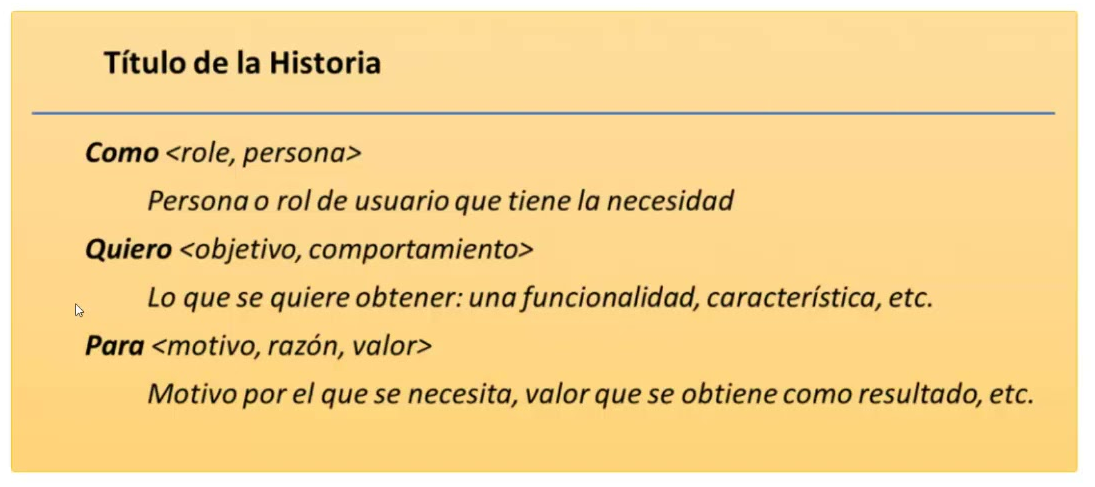 Título de la Historia
Como <role, persona>
Persona o rol de usuario que tiene la necesidad
Quiero <objetivo, comportamiento>
Lo que se quiere obtener: una funcionalidad, característica, etc.
Para <motivo, razón, valor>
Motivo por el que se necesita, valor que se obtiene como resultado, etc.